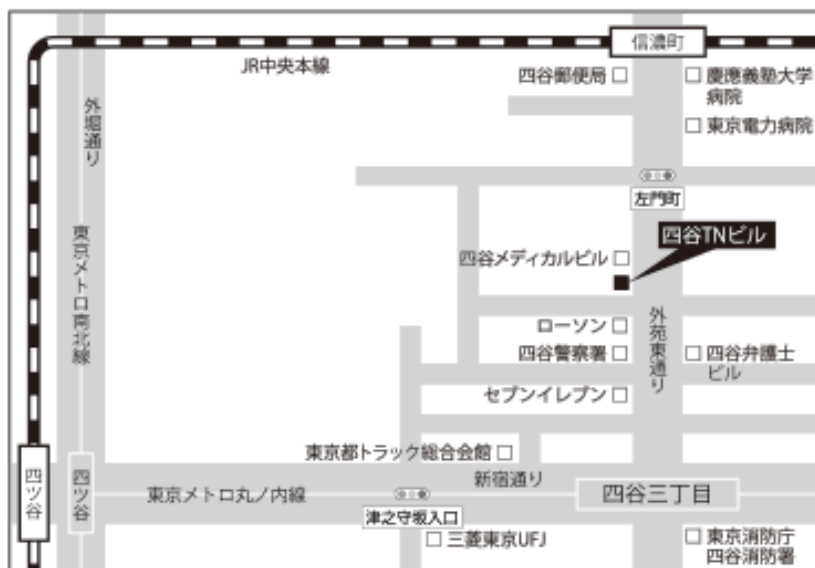 信濃町
JR中央本線
四谷郵便局
慶應義塾大学
病院
東京電力病院
外堀通り
左門町
四谷TNビル
四谷メディカルビル
東京メトロ南北線
外苑東通り
ローソン
四谷警察署
四谷弁護士
ビル
セブンイレブン
東京都トラック総合会館
新宿通り
四ツ谷
四ツ谷
東京メトロ丸ノ内線
四谷三丁目
津之守坂入口
三菱東京UFJ
東京消防庁
四谷消防署